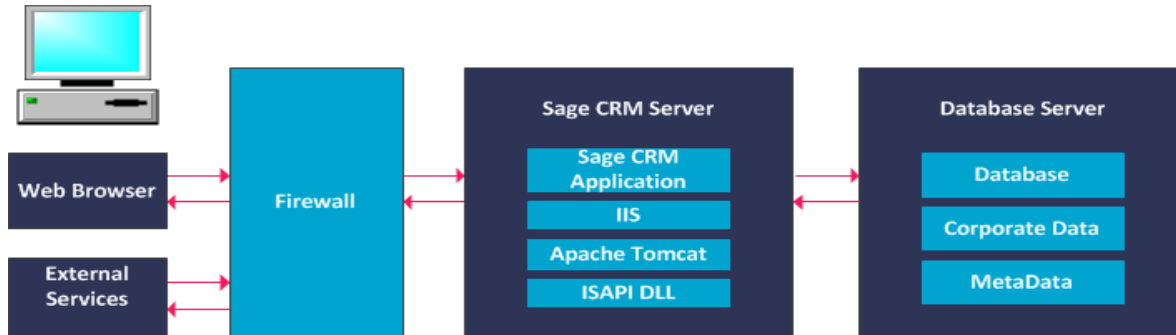 Web Browser
External
Services
Firewall
Sage CRM Server
Sage CRM
Application
IIS
Apache Tomcat
ISAPI DLL
Database Server
Database
Corporate Data
MetaData